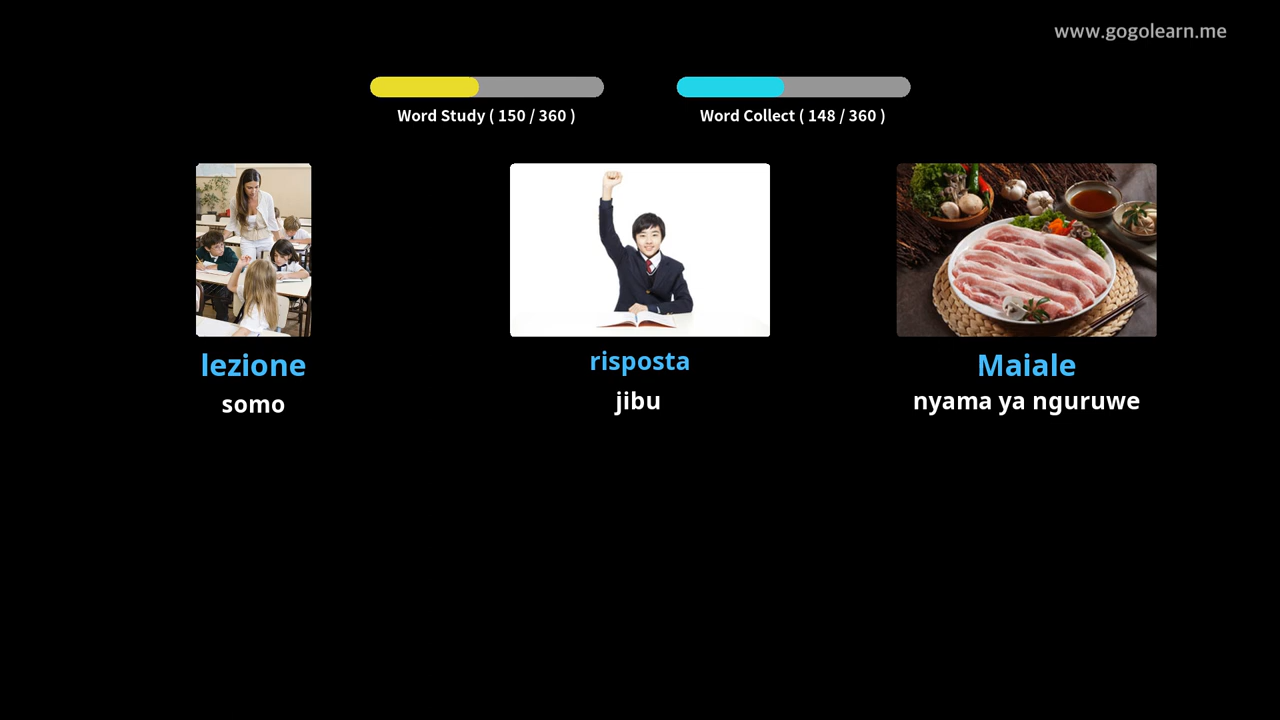 www.gogolearn.me
Word Study ( 150 / 360 )
Word Collect ( 148 / 360 )
lezione
somo
risposta
jibu
Maiale
nyama ya nguruwe